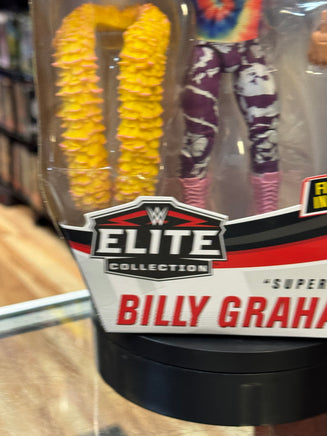 W
ELITE
COLLECTION
"SUPER
BILLY GRAHA